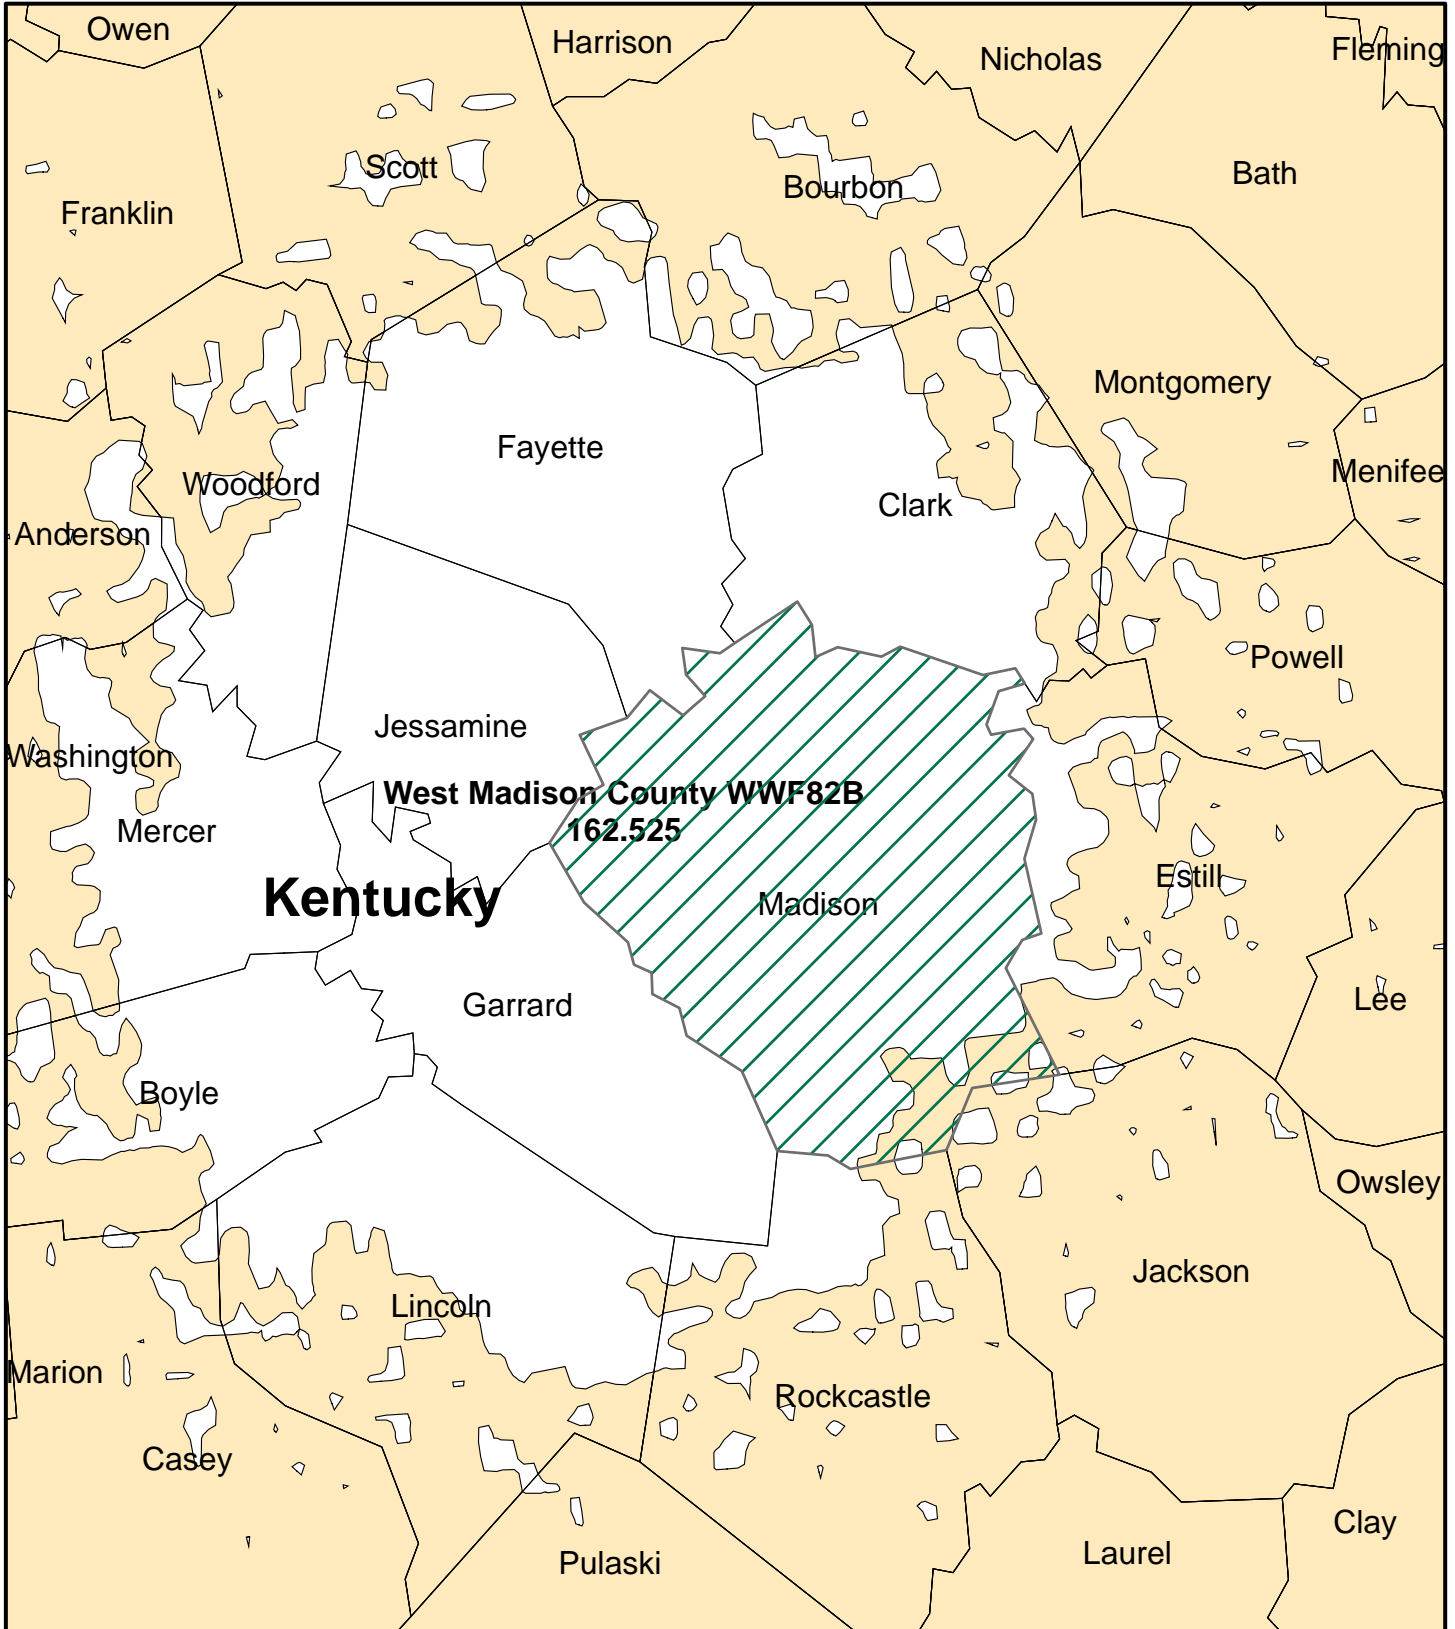 Owen
Harrison
Nicholas
Fleming
Scott
Bourbon
Bath
Franklin
Montgomery
Fayette
Menifee
Woodford
Clark
Anderson
Powell
Jessamine
Washington
West Madison County WWF82B
162.525
Mercer
Estill
Kentucky
Madison
Lee
Garrard
Boyle
Owsley
Jackson
Lincoln
Marion
Rockcastle
Casey
Clay
Laurel
Pulaski